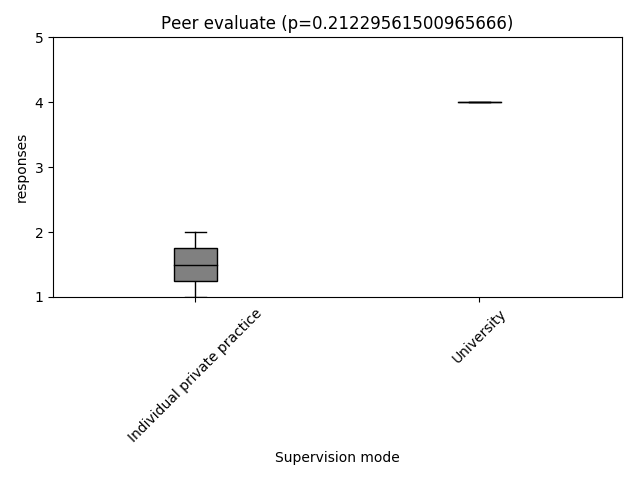 Peer evaluate (p=0.21229561500965666)
5
4
3
2
1
responses
Individual private practice
University
Supervision mode